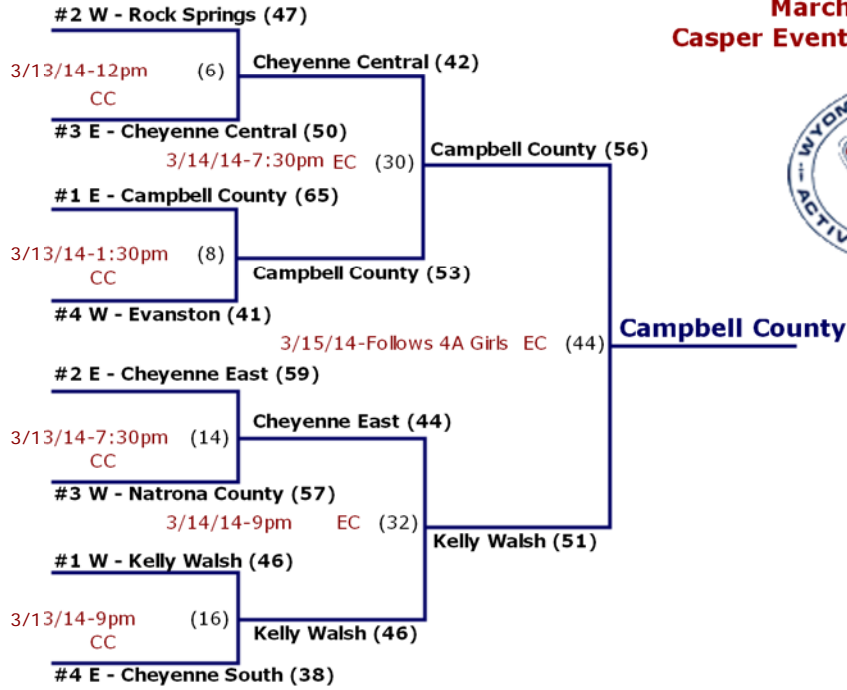 #2 W - Rock Springs (47)
March
Casper Event
3/13/14-12pm (6)
CC
Cheyenne Central (42)
#3 E - Cheyenne Central (50)
3/14/14-7:30pm EC (30)
Campbell County (56)
WYOM
ACTIV
#1 E - Campbell County (65)
3/13/14-1:30pm (8)
CC
Campbell County (53)
#4 W - Evanston (41)
3/15/14-Follows 4A Girls EC (44)
Campbell County
#2 E - Cheyenne East (59)
Cheyenne East (44)
3/13/14-7:30pm (14)
CC
#3 W - Natrona County (57)
3/14/14-9pm EC (32)
Kelly Walsh (51)
#1 W - Kelly Walsh (46)
3/13/14-9pm (16)
CC
Kelly Walsh (46)
#4 E - Cheyenne South (38)